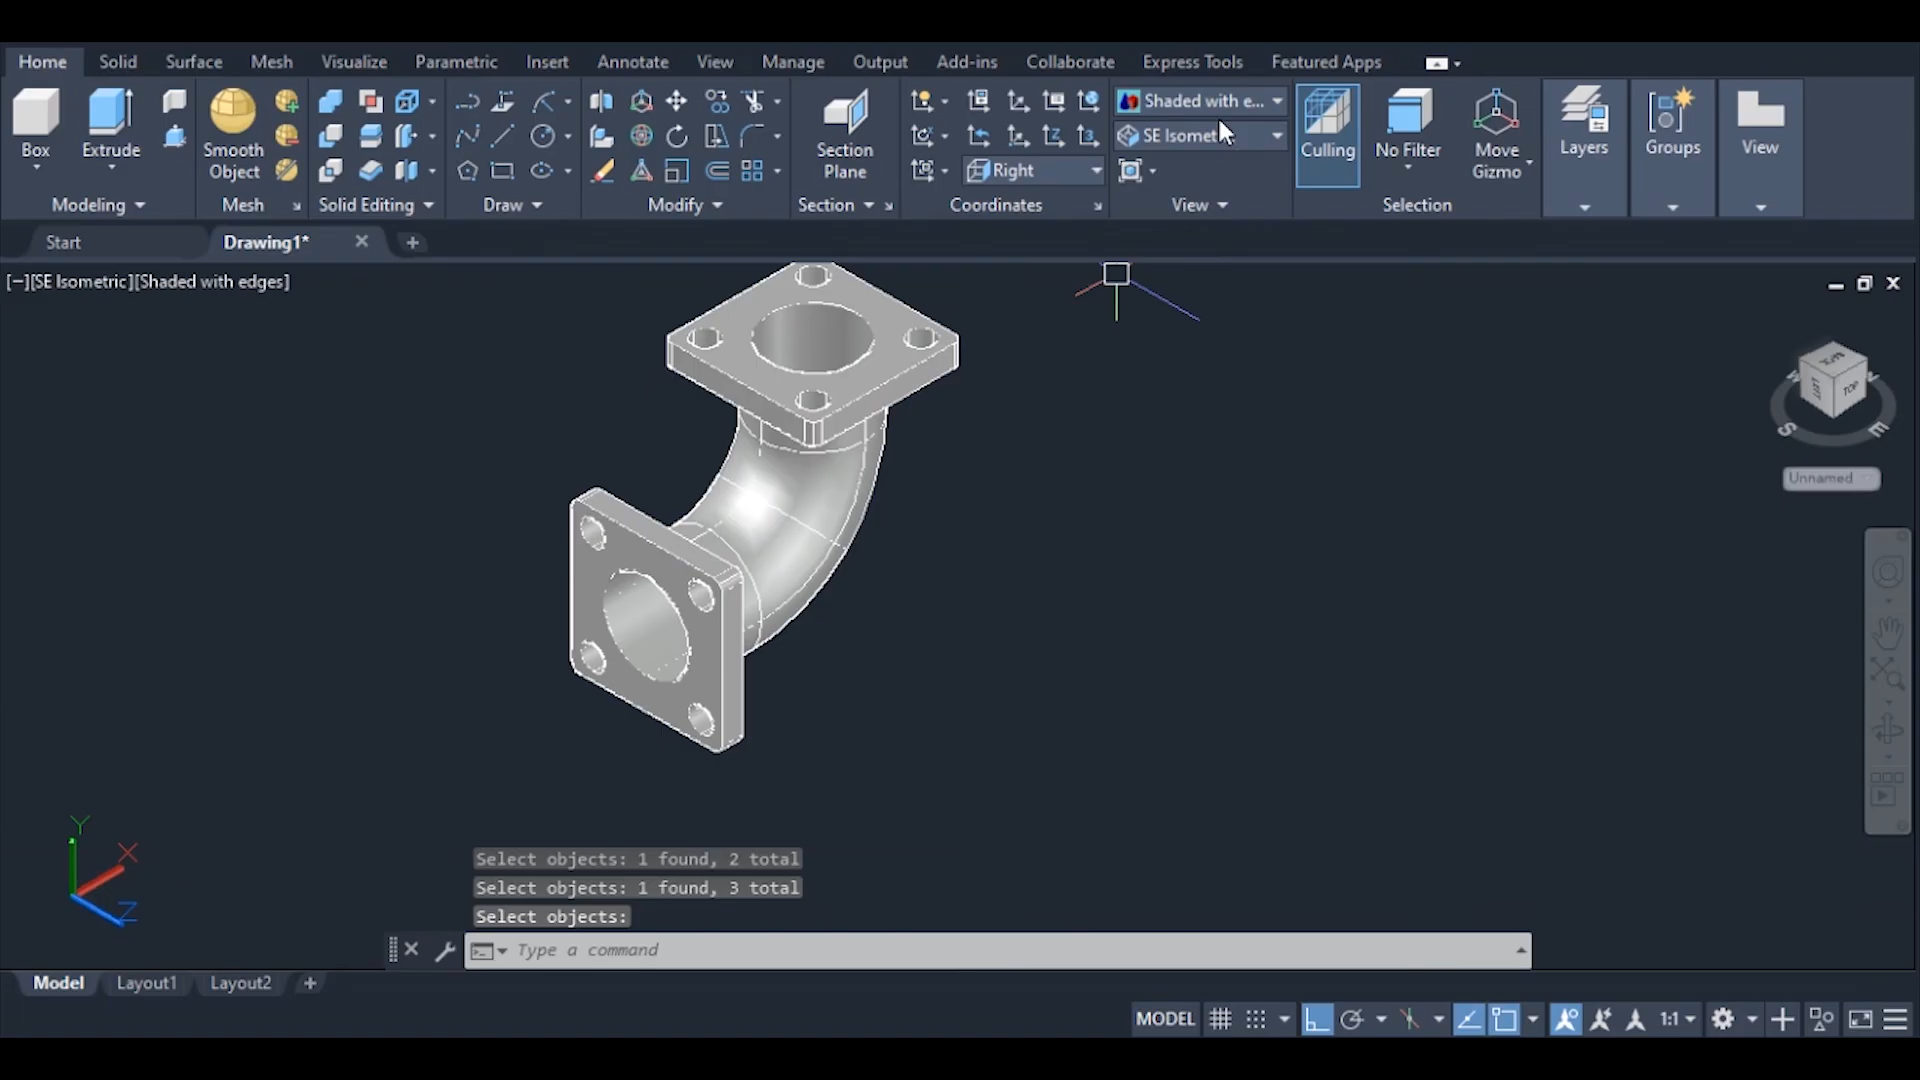 Home Solid Surface Mesh Visualize Parametric Insert Annotate View Manage Output Add-ins Collaborate Express Tools Featured Apps
Box
Extrude
Smooth
Object
Section
Plane
Shaded with e...
SE Isomet
Right
Culling
No Filter
Move
Gizmo
Layers
Groups
View
Modeling
Mesh
Solid Editing
Draw
Modify
Section
Coordinates
View
Selection
Start
Drawing1*
[−][SE Isometric][Shaded with edges]
TOP
LEFT
S
E
Unnamed
Y
X
Z
Select objects: 1 found, 2 total
Select objects: 1 found, 3 total
Select objects:
Type a command
Model Layout1 Layout2
MODEL
1:1